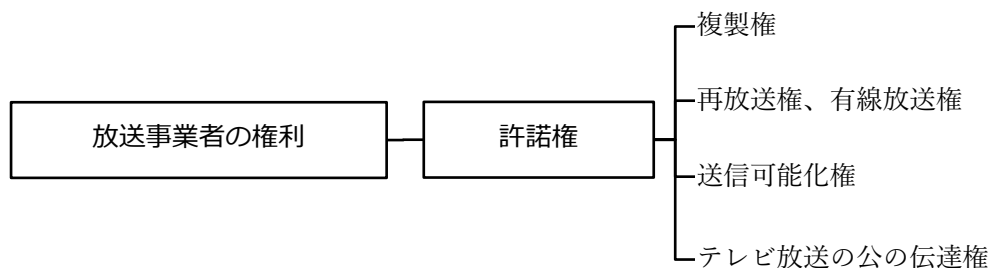 放送事業者の権利
許諾権
複製権
再放送権、有線放送権
送信可能化権
テレビ放送の公の伝達権